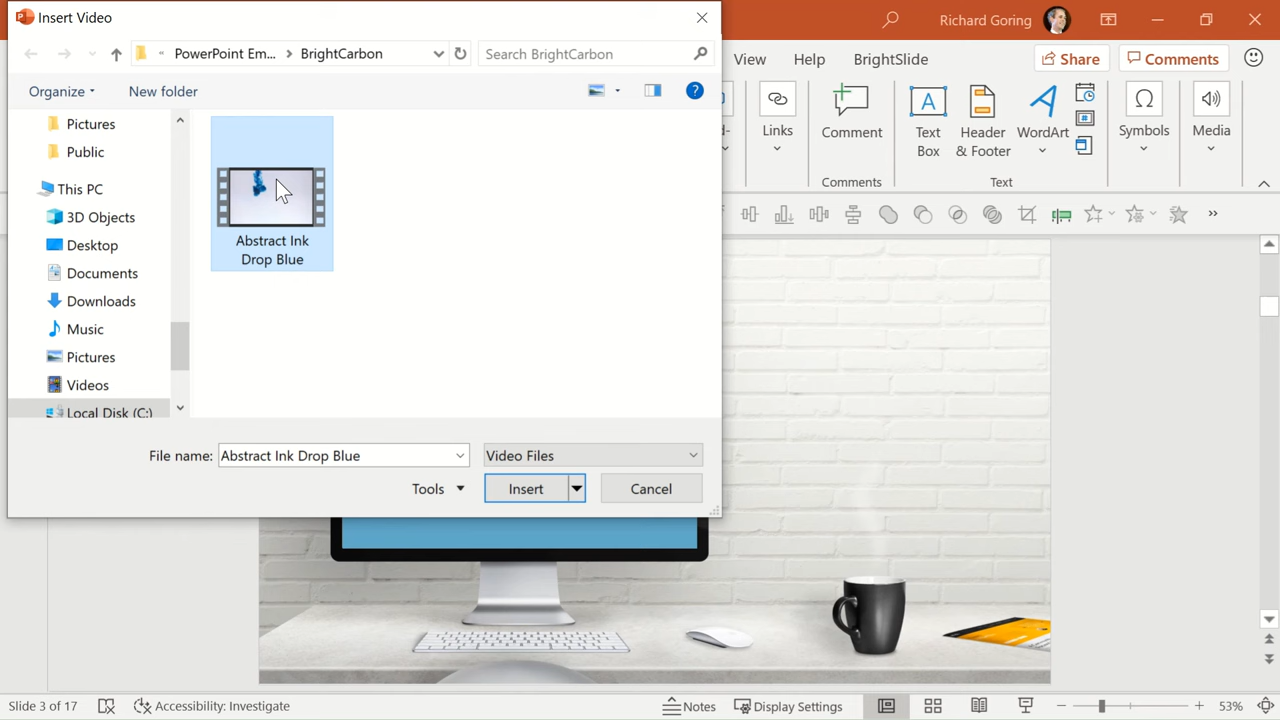 Insert Video
Richard Goring
« PowerPoint Em... > BrightCarbon
Search BrightCarbon
View
Help
BrightSlide
Share
Comments
Organize
New folder
Pictures
Public
This PC
3D Objects
Desktop
Documents
Downloads
Music
Pictures
Videos
Local Disk (C:)
Abstract Ink
Drop Blue
d-
Links
Comment
Text
Box
Header
& Footer
WordArt
Symbols
Media
Comments
Text
File name:
Abstract Ink Drop Blue
Video Files
Tools
Insert
Cancel
Slide 3 of 17
Accessibility: Investigate
Notes
Display Settings
53%